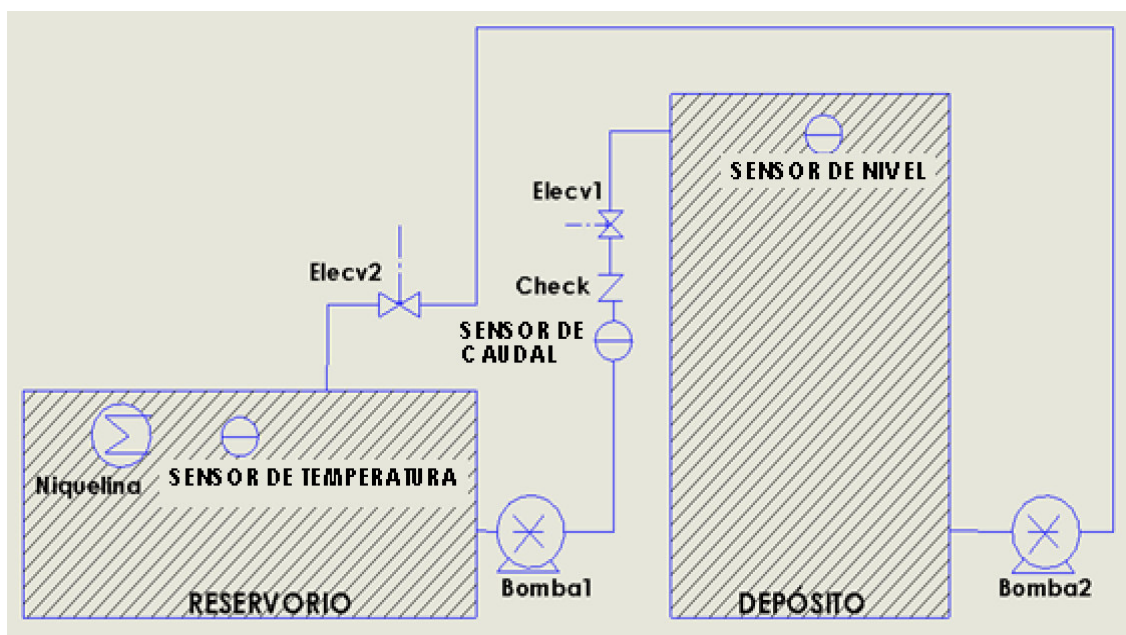 SENSOR DE NIVEL
Elecv1
Elecv2
Check
SENSOR DE
CAUDAL
Niquelina
SENSOR DE TEMPERATURA
Bomba1
Bomba2
RESERVORIO
DEPÓSITO